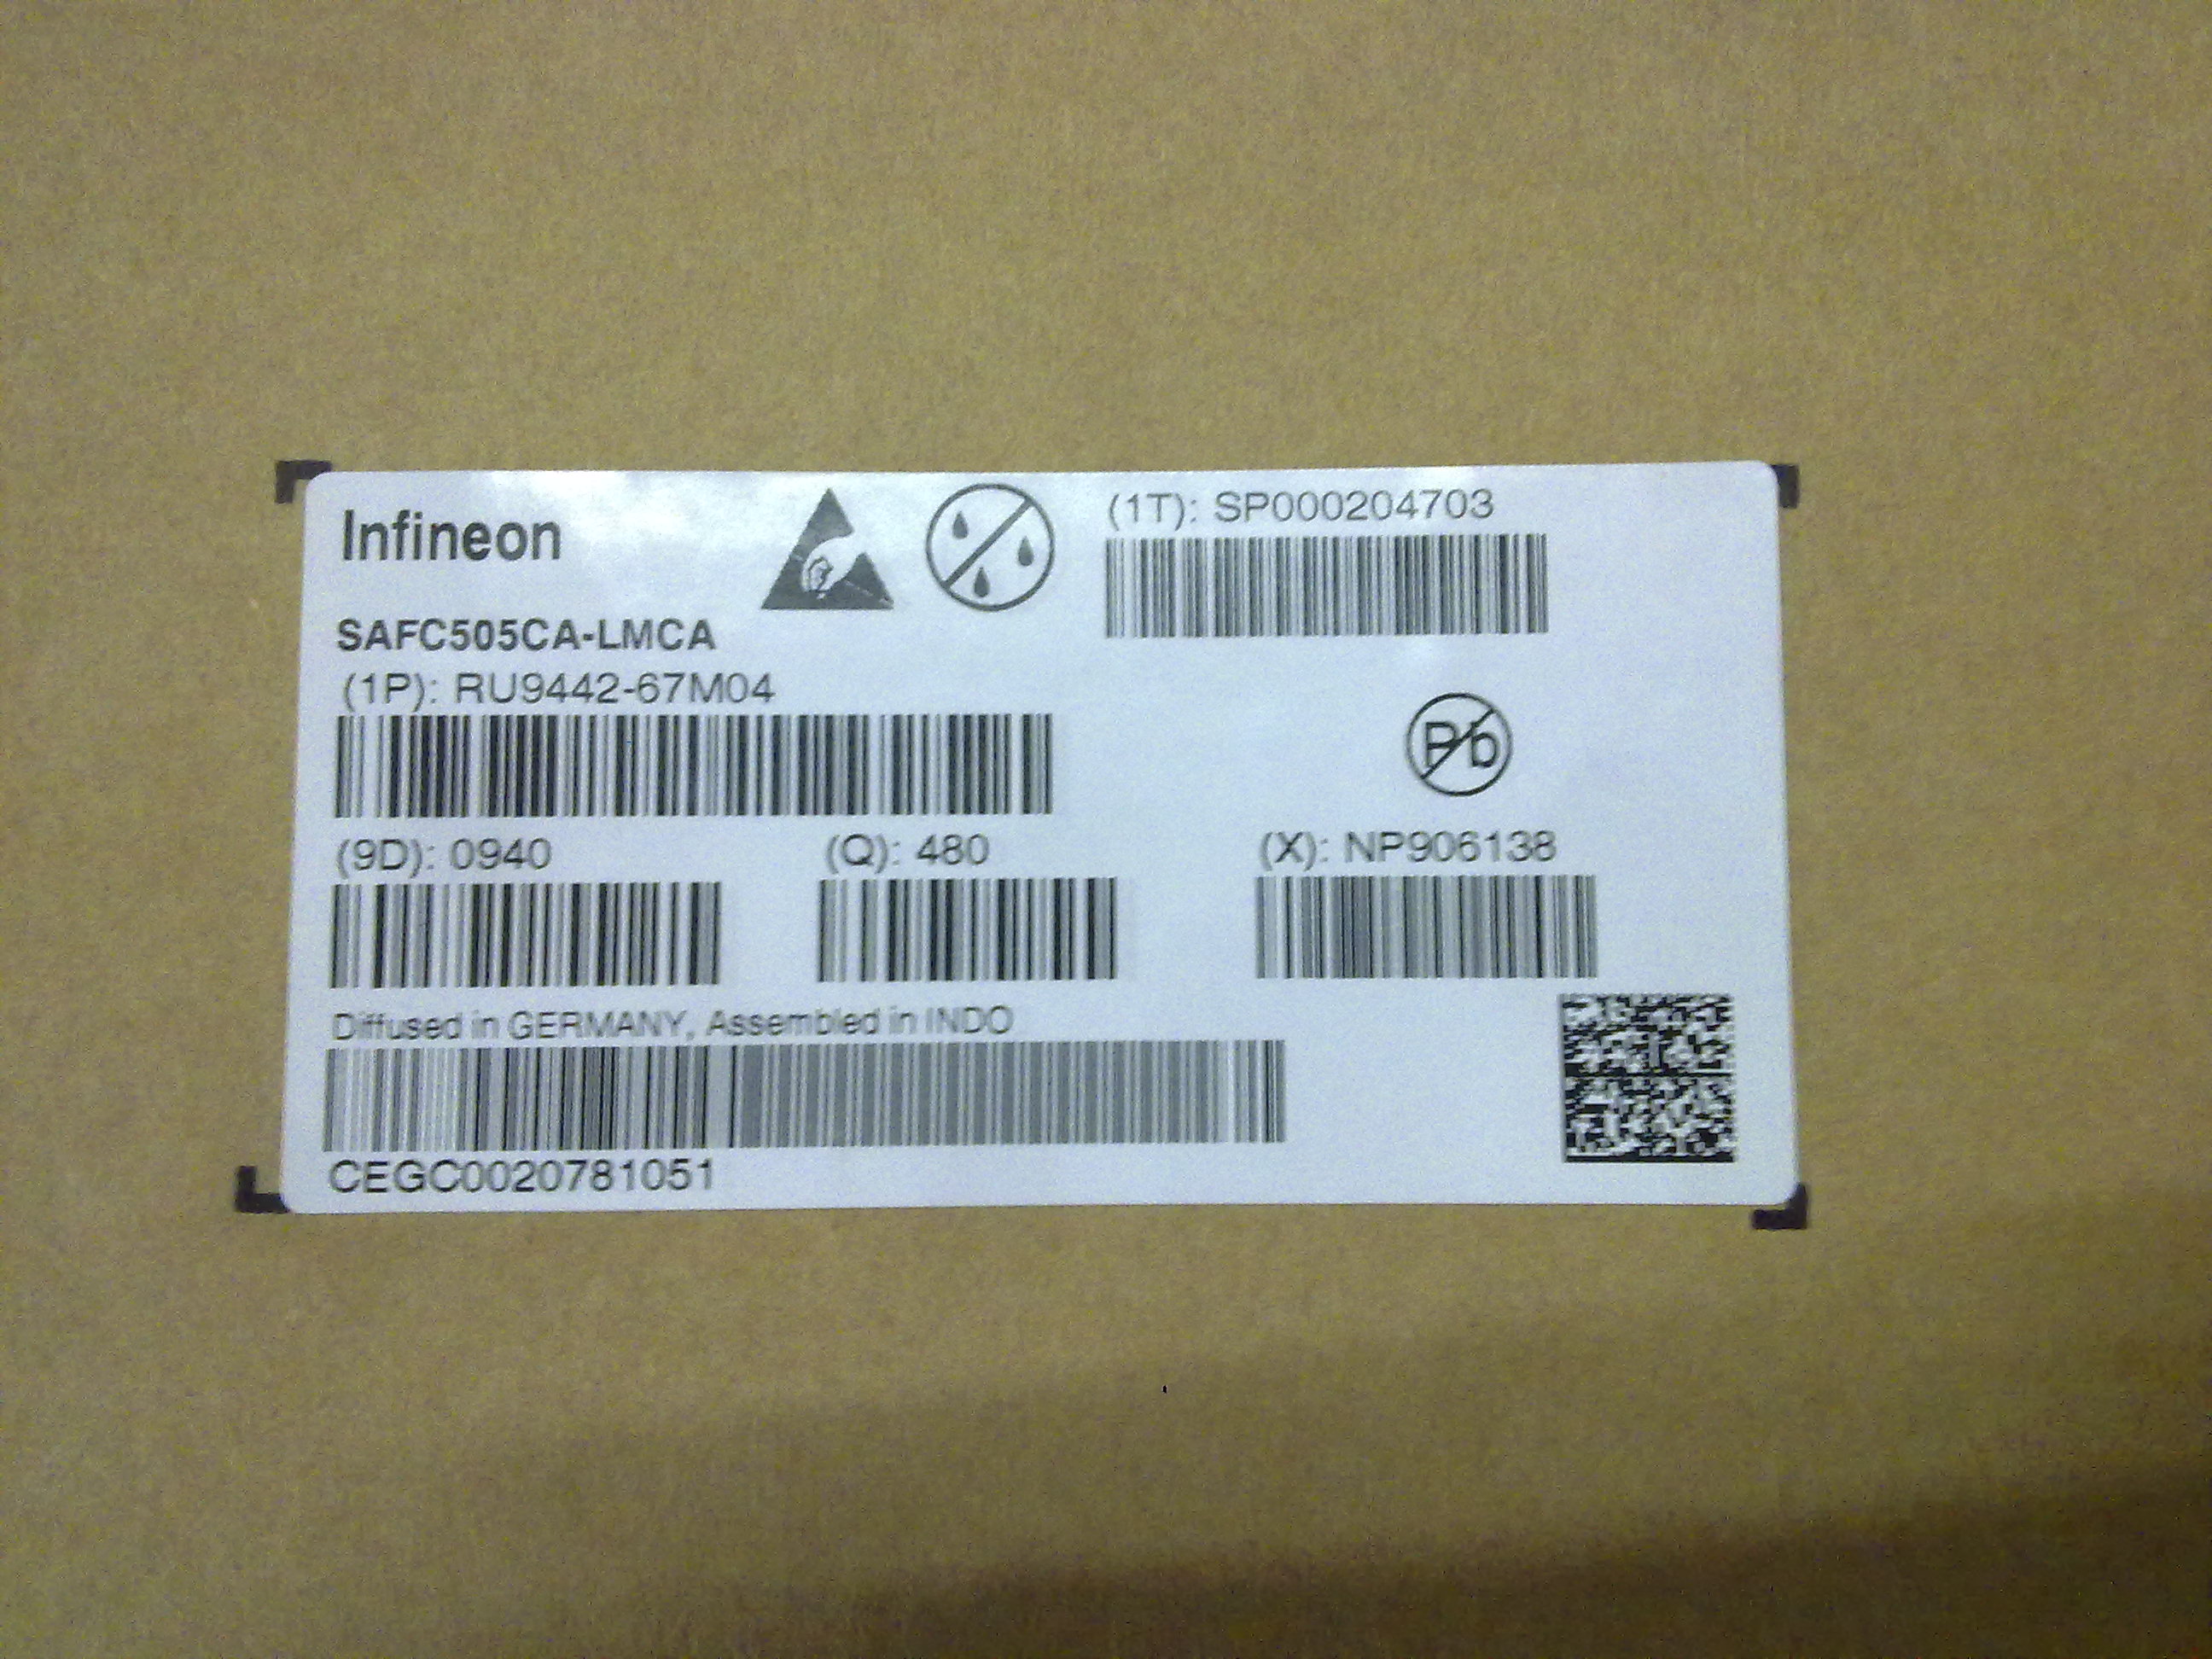 Infineon
(1T): SP000204703
SAFC505CA-LMCA
(1P): RU9442-67M04
Pb
(9D): 0940
(Q): 480
(X): NP906138
Diffused in GERMANY, Assembled in INDO
CEGC0020781051